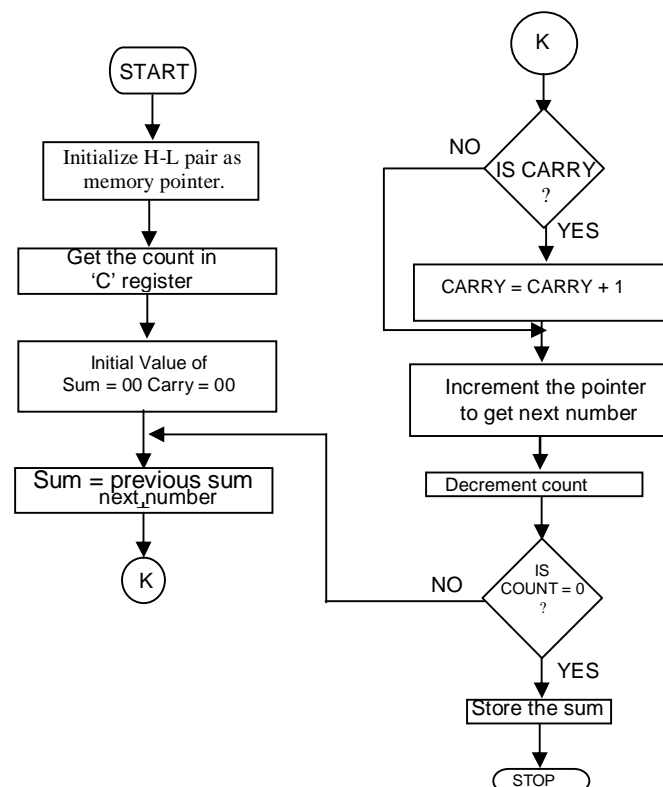 START
Initialize H-L pair as
memory pointer.
Get the count in
‘C’ register
Initial Value of
Sum = 00 Carry = 00
Sum = previous sum
next number
K
K
NO
IS CARRY
?
YES
CARRY = CARRY + 1
Increment the pointer
to get next number
Decrement count
NO
IS
COUNT = 0
?
YES
Store the sum
STOP